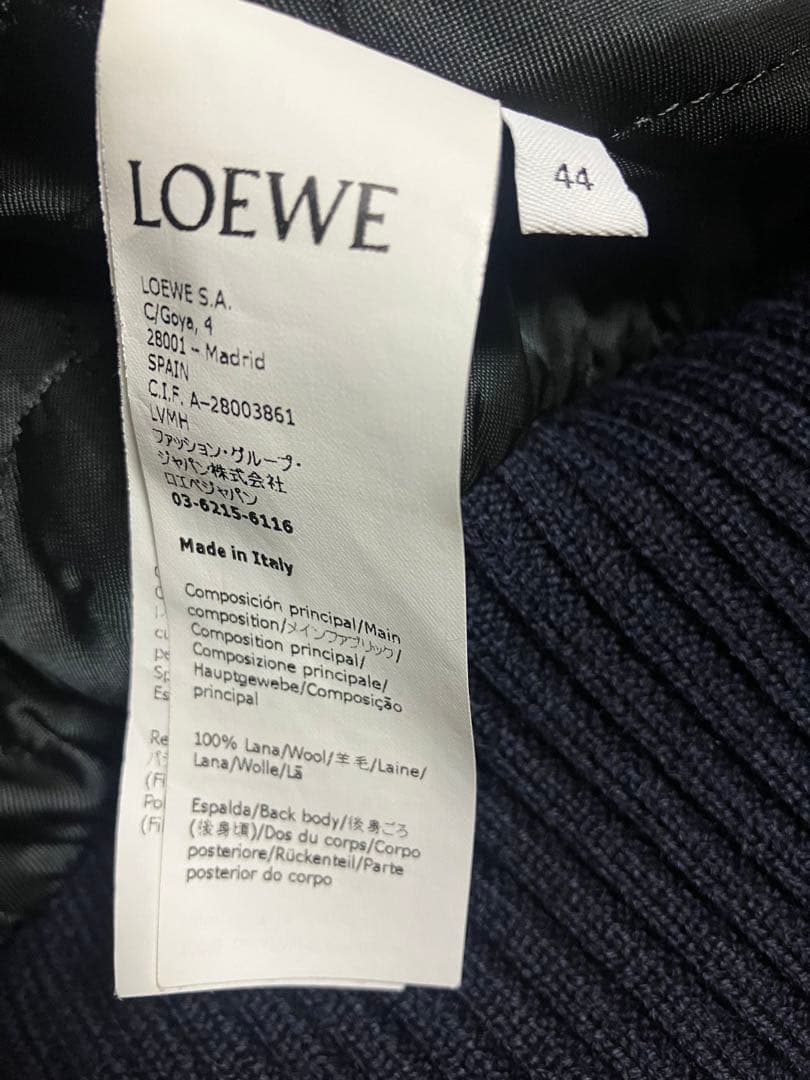 LOEWE
44
LOEWE S.A.
C/Goya, 4
28001 - Madrid
SPAIN
C.I.F. A-28003861
LVMH
ファッション・グループ・
ジャパン株式会社
ロエベジャパン
03-6215-6116
Made in Italy
Composición principal/Main
composition/メインファブリック/
Composition principal/
Composizione principale/
Hauptgewebe/Composição
principal
100% Lana/Wool/羊毛/Laine/
Lana/Wolle/Lã
Espalda/Back body/後身ごろ
(後身頃)/Dos du corps/Corpo
posteriore/Rückenteil/Parte
posterior do corpo